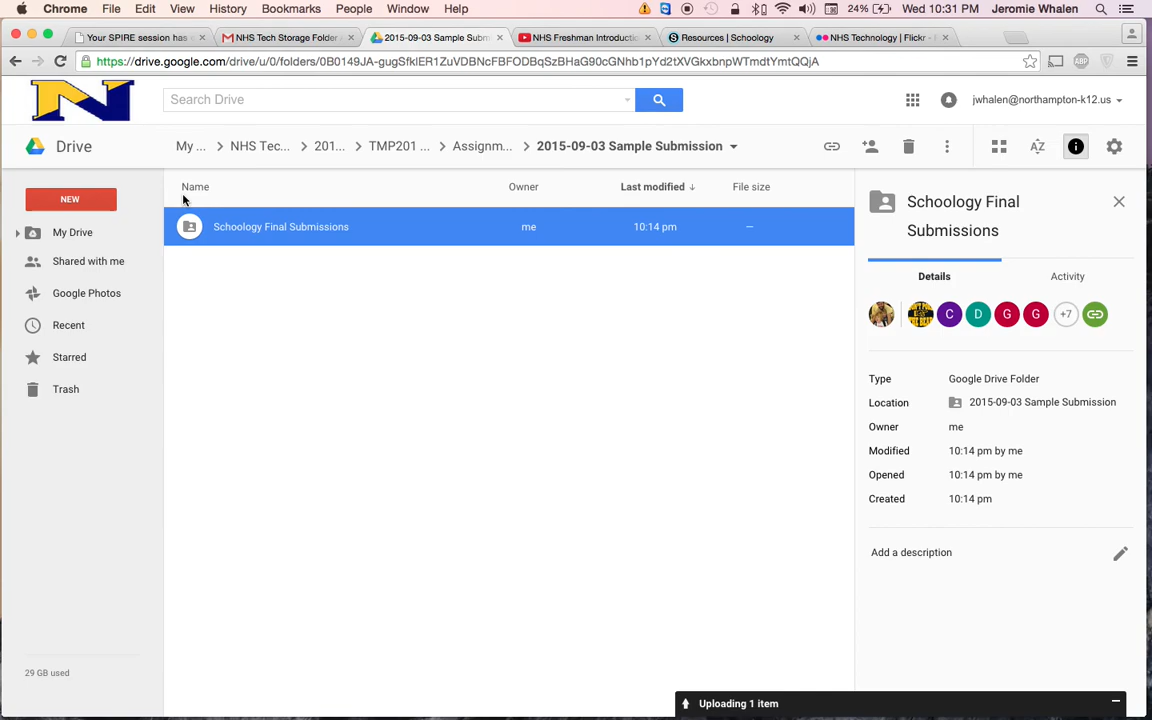 Chrome File Edit View History Bookmarks People Window Help 24% Wed 10:31 PM Jeromie Whalen
Your SPIRE session has e × NHS Tech Storage Folder × 2015-09-03 Sample Subm × NHS Freshman Introductio × Resources | Schoology × NHS Technology | Flickr - F ×
https://drive.google.com/drive/u/0/folders/0B0149JA-gugSfklER1ZuVDBNcFBFODBqSzBHaG90cGNhb1pYd2tXVGkxbnpWTmdtYmtQQjA
ABP
N
Search Drive
jwhalen@northampton-k12.us
Drive
My ... > NHS Tec... > 201... > TMP201 ... > Assignm... > 2015-09-03 Sample Submission
NEW
My Drive
Shared with me
Google Photos
Recent
Starred
Trash
29 GB used
Name Owner Last modified ↓ File size
Schoology Final Submissions me 10:14 pm —
Schoology Final
Submissions
Details Activity
C D G G +7
Type Google Drive Folder
Location 2015-09-03 Sample Submission
Owner me
Modified 10:14 pm by me
Opened 10:14 pm by me
Created 10:14 pm
Add a description
Uploading 1 item